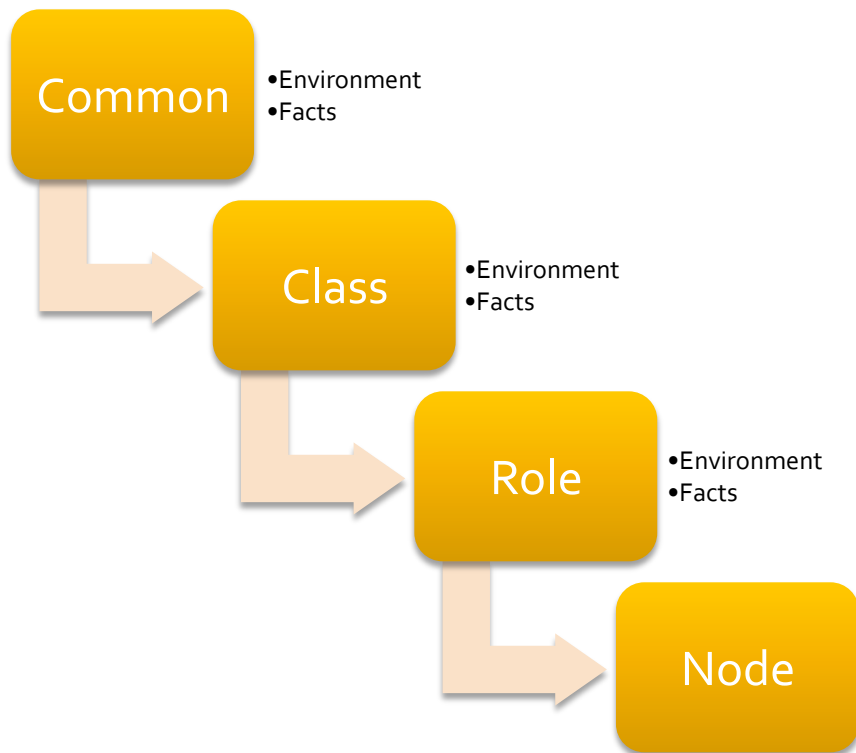 Common
•Environment
•Facts
Class
•Environment
•Facts
Role
•Environment
•Facts
Node